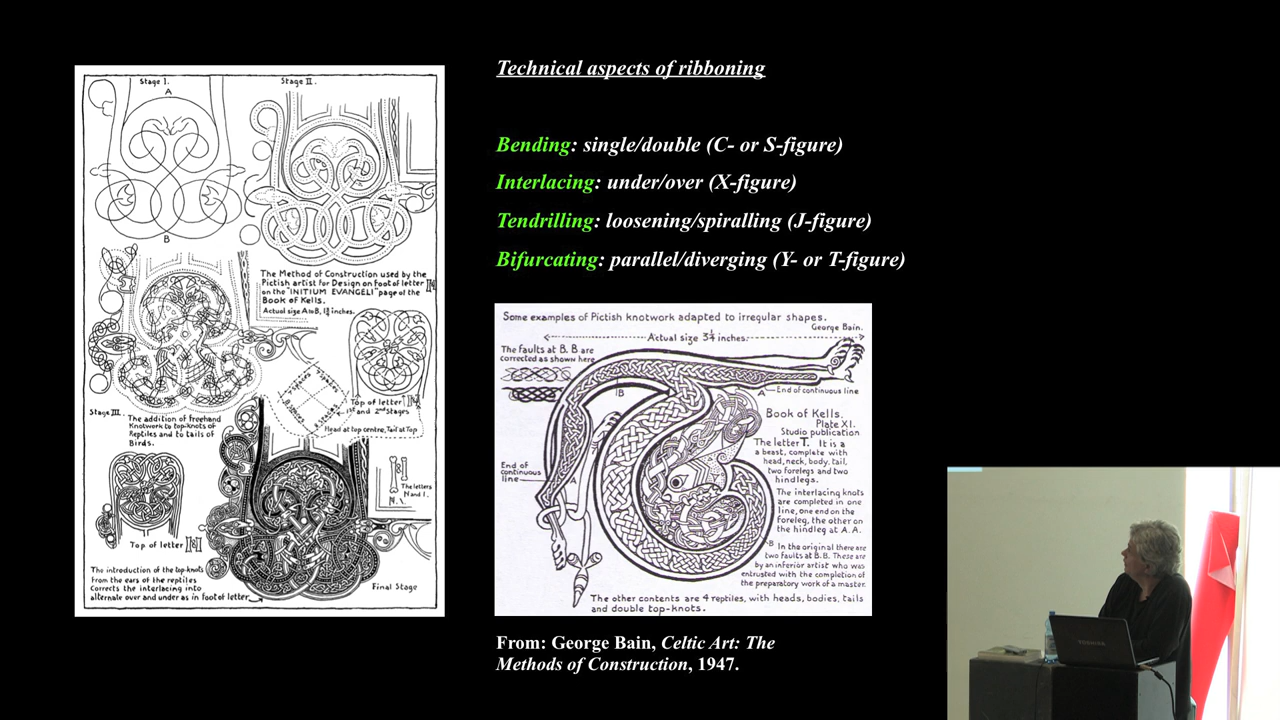 Stage I.
A
Stage II.
B
The Method of Construction used by the
Pictish artist for Design on foot of letter
on the "INITIUM EVANGELI" page of the
Book of Kells.
Actual size A to B, 1¾ inches.
Stage III.
The addition of freehand
Knotwork to top-knots of
Reptiles and to tails of
Birds.
Top of letter
1st and 2nd Stages
Head at top centre, Tail at Top
The letters
N and I.
N.
Top of letter
The introduction of the top-knots
from the ears of the reptiles
Corrects the interlacing into
alternate over and under as in foot of letter
Final Stage
Technical aspects of ribboning
Bending: single/double (C- or S-figure)
Interlacing: under/over (X-figure)
Tendrilling: loosening/spiralling (J-figure)
Bifurcating: parallel/diverging (Y- or T-figure)
Some examples of Pictish knotwork adapted to irregular shapes.
George Bain.
Actual size 3¼ inches.
The faults at B.B are
corrected as shown here
B
A
End of continuous line
Book of Kells.
Plate XI.
Studio publication
The letter T. It is a
a beast, complete with
head, neck, body, tail,
two forelegs and two
hindlegs.
End of
continuous
line
A
The interlacing knots
are completed in one
line, one end on the
foreleg, the other on
the hindleg at A.A.
B
In the original there are
two faults at B.B. These are
by an inferior artist who was
entrusted with the completion of
the preparatory work of a master.
The other contents are 4 reptiles, with heads, bodies, tails
and double top-knots.
From: George Bain, Celtic Art: The
Methods of Construction, 1947.
TOSHIBA